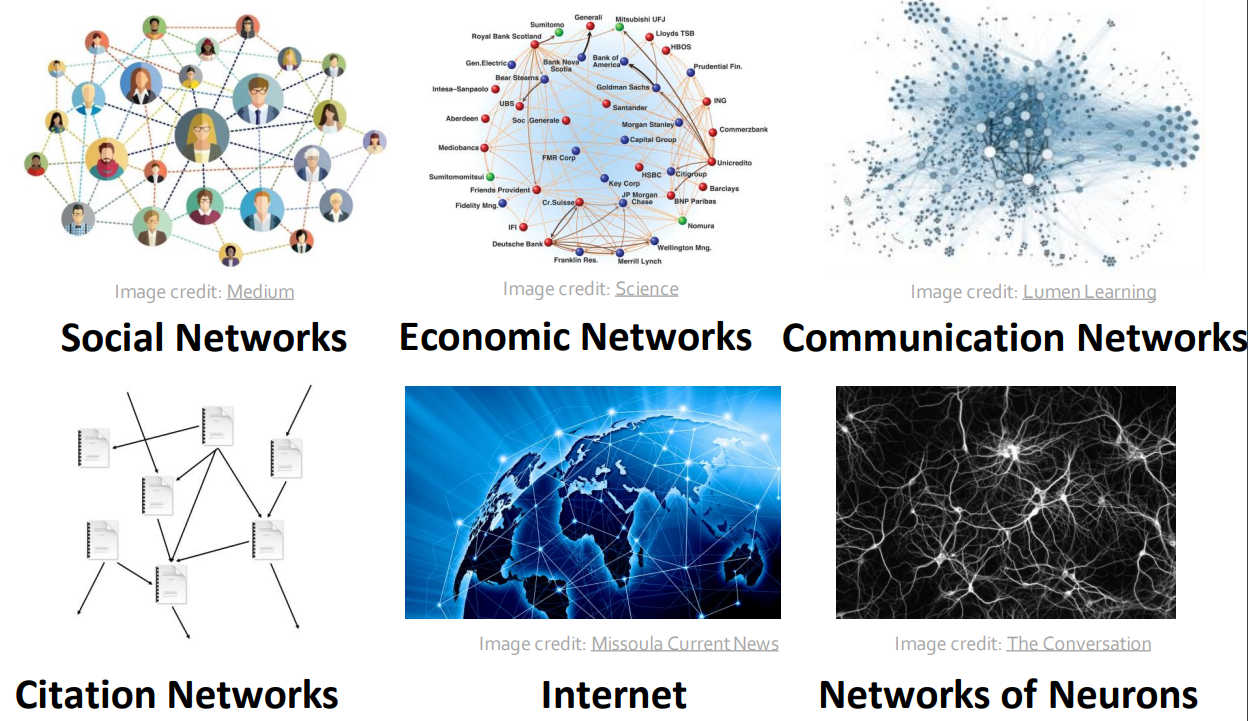 Generali
Sumitomo
Mitsubishi UFJ
Royal Bank Scotland
Lloyds TSB
HBOS
Gen.Electric
Bank Nova
Scotia
Bank of
America
Prudential Fin.
Bear Stearns
Intesa–Sanpaolo
Goldman Sachs
UBS
Santander
ING
Aberdeen
Soc Generale
Morgan Stanley
Commerzbank
Mediobanca
Capital Group
FMR Corp
Unicredito
Sumitomomitsui
HSBC
Citigroup
Friends Provident
Key Corp
Barclays
Fidelity Mng.
Cr.Suisse
JP Morgan
Chase
BNP Paribas
IFI
Nomura
Deutsche Bank
Wellington Mng.
Franklin Res.
Merrill Lynch
Image credit: Medium
Image credit: Science
Image credit: Lumen Learning
Social Networks
Economic Networks
Communication Networks
Image credit: Missoula Current News
Image credit: The Conversation
Citation Networks
Internet
Networks of Neurons